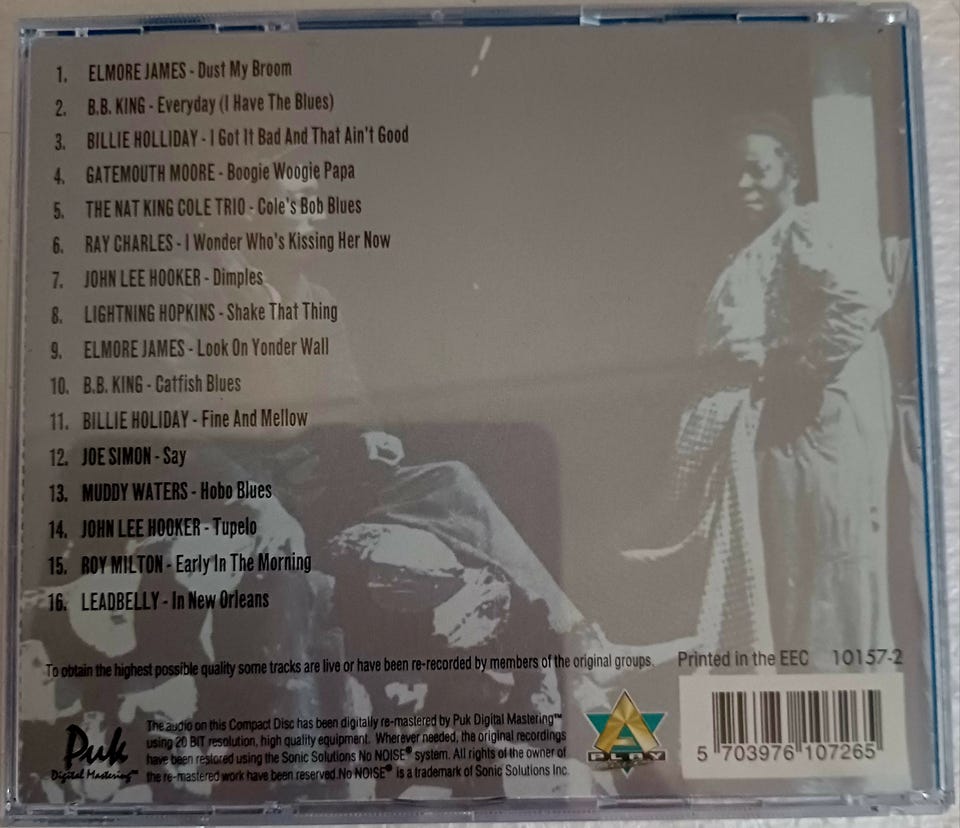 1. ELMORE JAMES - Dust My Broom
2. B.B. KING - Everyday (I Have The Blues)
3. BILLIE HOLLIDAY - I Got It Bad And That Ain't Good
4. GATEMOUTH MOORE - Boogie Woogie Papa
5. THE NAT KING COLE TRIO - Cole's Bob Blues
6. RAY CHARLES - I Wonder Who's Kissing Her Now
7. JOHN LEE HOOKER - Dimples
8. LIGHTNING HOPKINS - Shake That Thing
9. ELMORE JAMES - Look On Yonder Wall
10. B.B. KING - Catfish Blues
11. BILLIE HOLIDAY - Fine And Mellow
12. JOE SIMON - Say
13. MUDDY WATERS - Hobo Blues
14. JOHN LEE HOOKER - Tupelo
15. ROY MILTON - Early In The Morning
16. LEADBELLY - In New Orleans
To obtain the highest possible quality some tracks are live or have been re-recorded by members of the original groups.
Printed in the EEC 10157-2
Puk
Digital Mastering™
The audio on this Compact Disc has been digitally re-mastered by Puk Digital Mastering™
using 20 BIT resolution, high quality equipment. Wherever needed, the original recordings
have been restored using the Sonic Solutions No NOISE® system. All rights of the owner of
the re-mastered work have been reserved.No NOISE® is a trademark of Sonic Solutions Inc.
PLAY
5 703976 107265